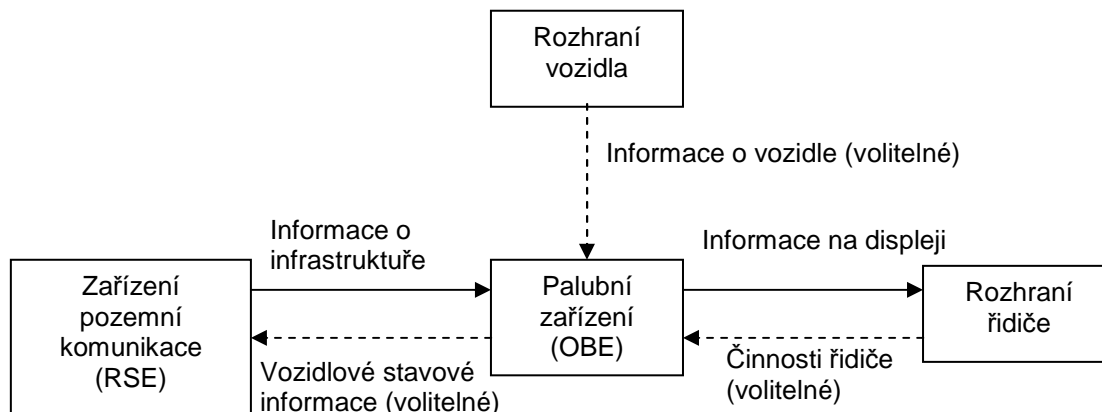 Rozhraní
vozidla
Informace o vozidle (volitelné)
Informace o
infrastruktuře
Informace na displeji
Zařízení
pozemní
komunikace
(RSE)
Palubní
zařízení
(OBE)
Rozhraní
řidiče
Vozidlové stavové
informace (volitelné)
Činnosti řidiče
(volitelné)